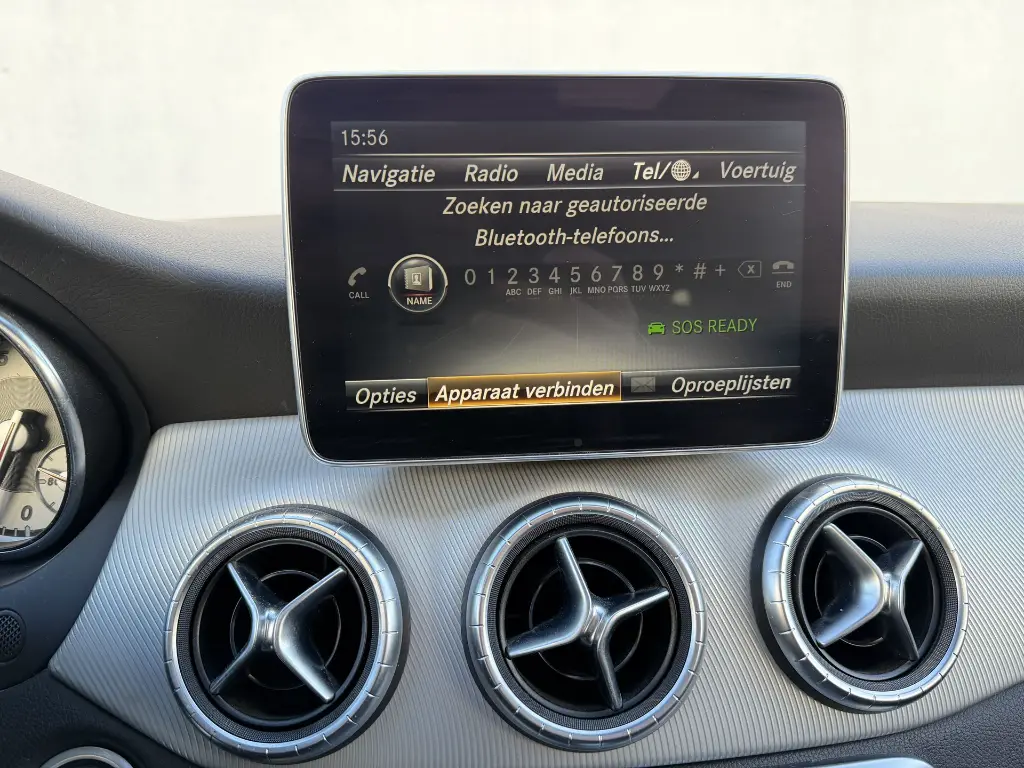 15:56
Navigatie Radio Media Tel/ Voertuig
Zoeken naar geautoriseerde
Bluetooth-telefoons...
0 1 2 3 4 5 6 7 8 9 * # +
ABC DEF GHI JKL MNO PQRS TUV WXYZ
CALL NAME END
SOS READY
Opties Apparaat verbinden Oproeplijsten
0